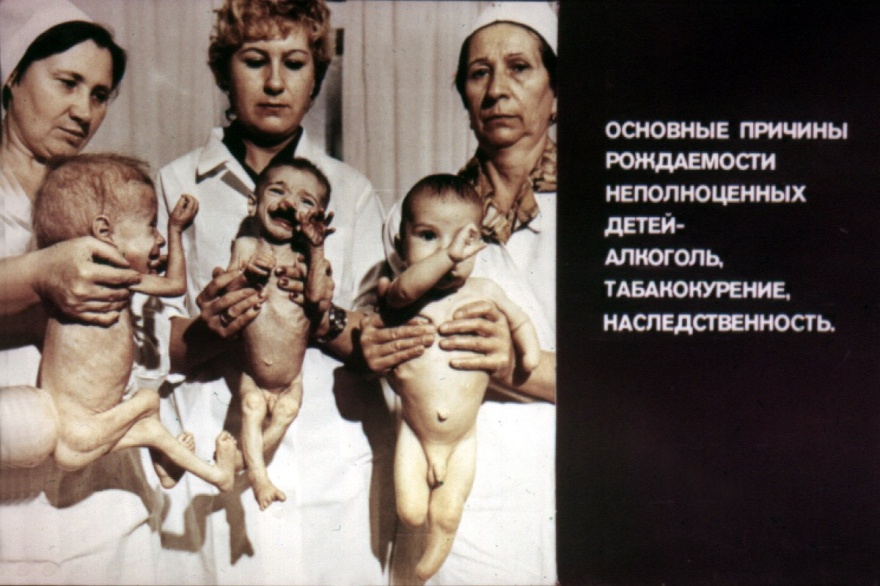 ОСНОВНЫЕ ПРИЧИНЫ
РОЖДАЕМОСТИ
НЕПОЛНОЦЕННЫХ
ДЕТЕЙ-
АЛКОГОЛЬ,
ТАБАКОКУРЕНИЕ,
НАСЛЕДСТВЕННОСТЬ.